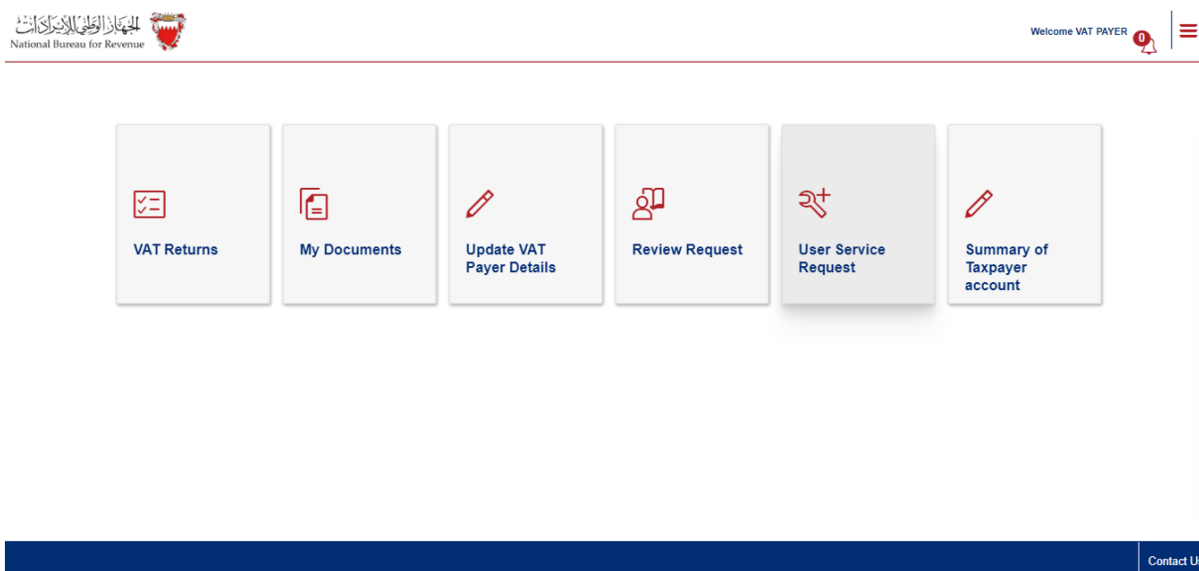 الجهاز الوطني للإيرادات
National Bureau for Revenue
Welcome VAT PAYER
0
VAT Returns
My Documents
Update VAT
Payer Details
Review Request
User Service
Request
Summary of
Taxpayer
account
Contact Us